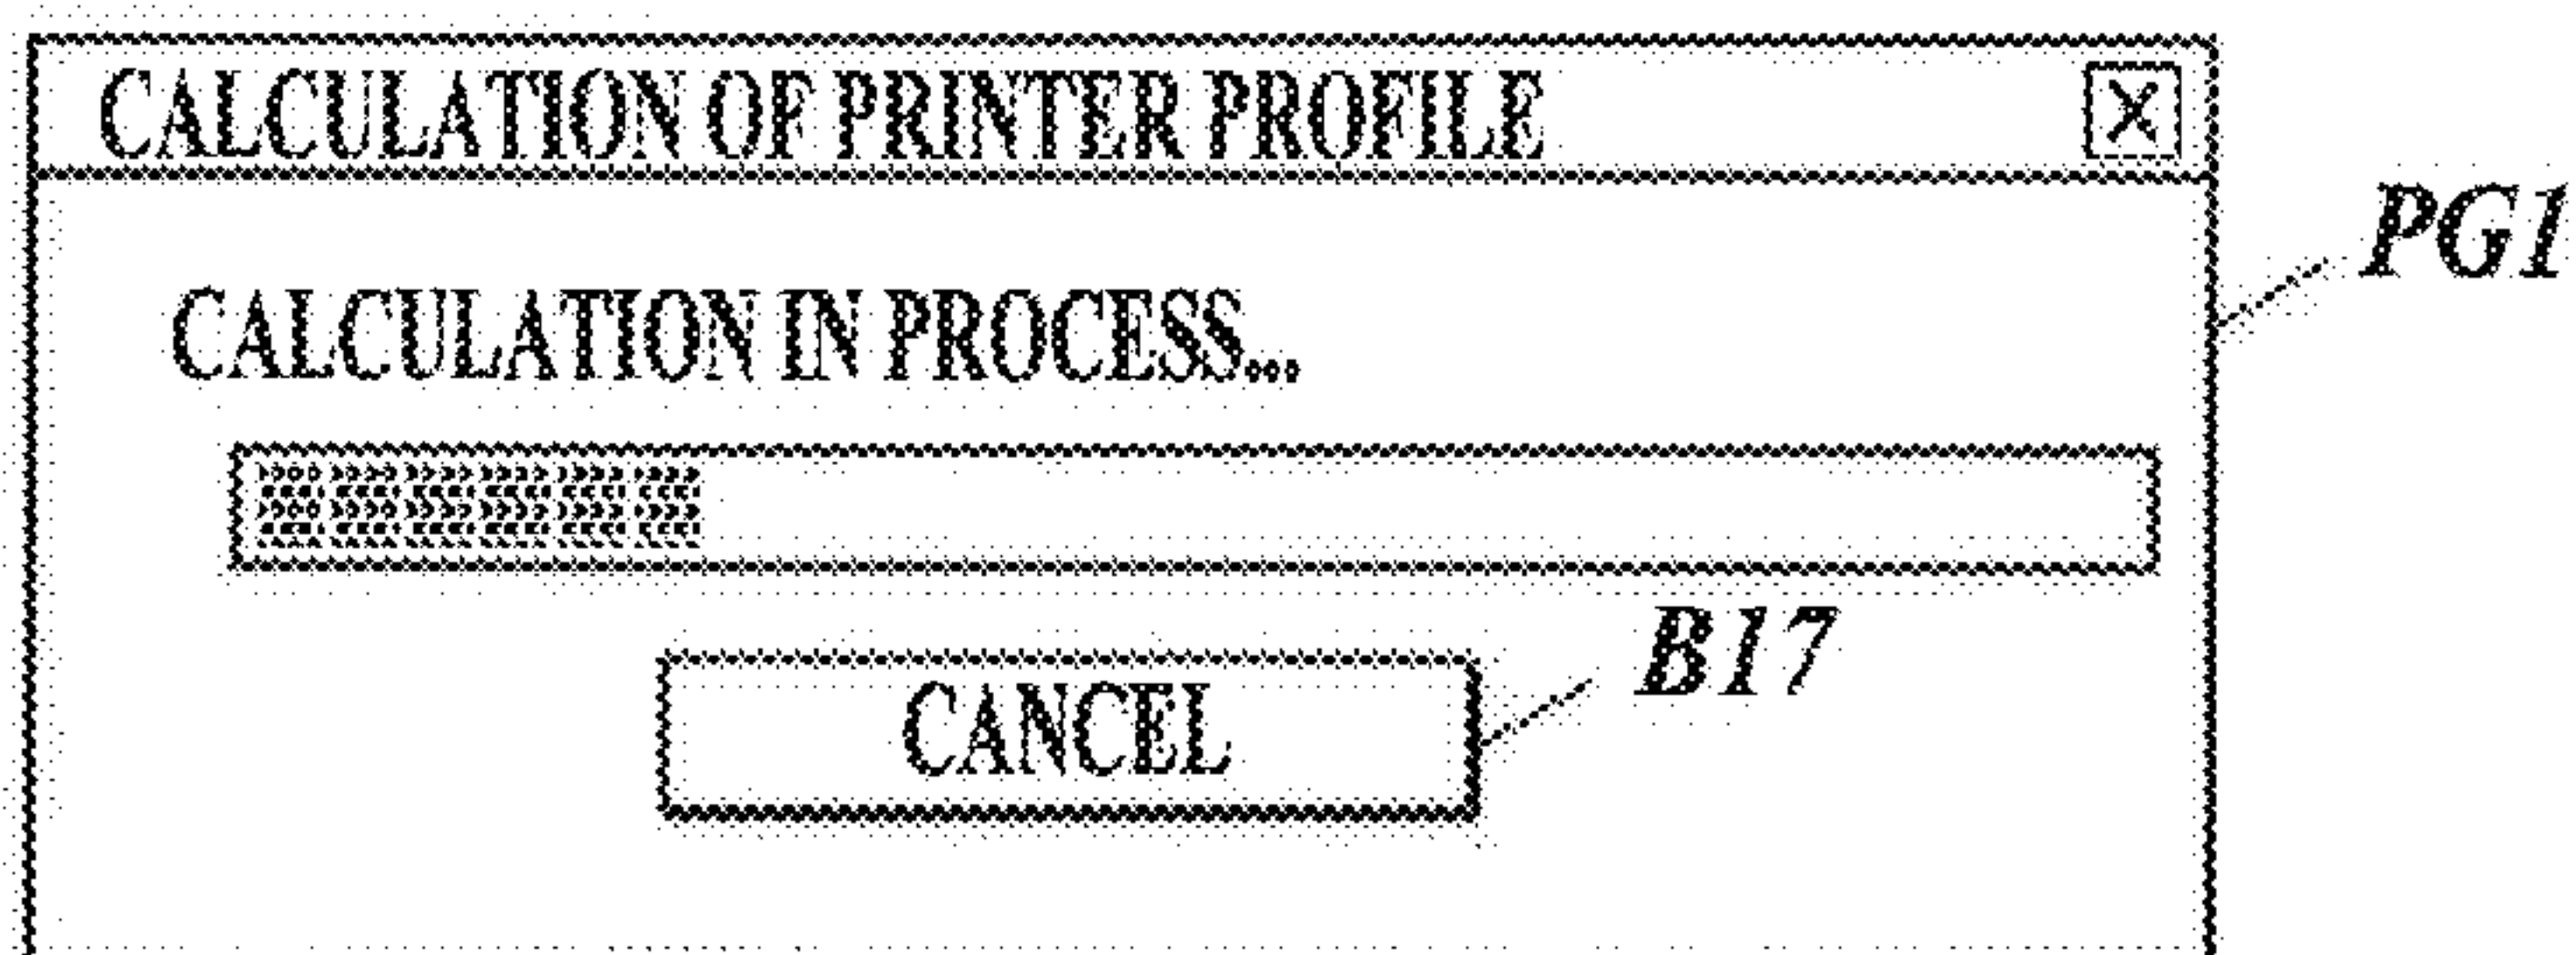 CALCULATION OF PRINTER PROFILE X
PG1
CALCULATION IN PROCESS...
B17
CANCEL